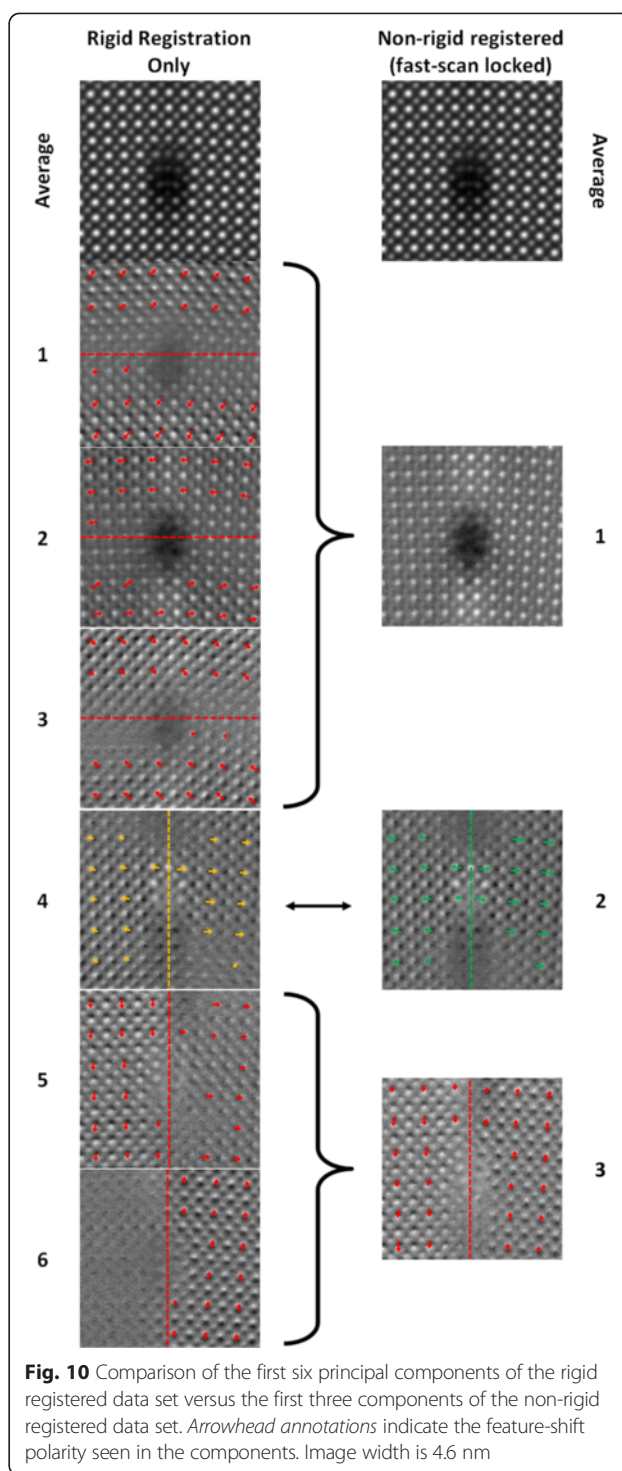 Rigid Registration
Only
Non-rigid registered
(fast-scan locked)
Average
Average
1
2
1
3
4
2
5
3
6
Fig. 10 Comparison of the first six principal components of the rigid
registered data set versus the first three components of the non-rigid
registered data set. Arrowhead annotations indicate the feature-shift
polarity seen in the components. Image width is 4.6 nm